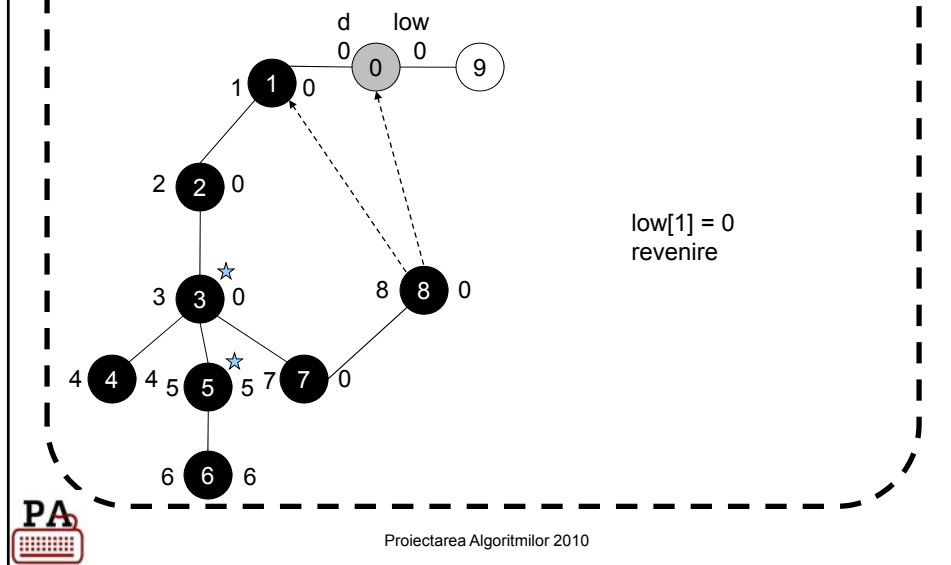 d low
0 0 0 9
1 1 0
2 2 0
low[1] = 0
revenire
3 3 0
8 8 0
4 4 4 5 5 5 7 7 0
6 6 6
PA
Proiectarea Algoritmilor 2010